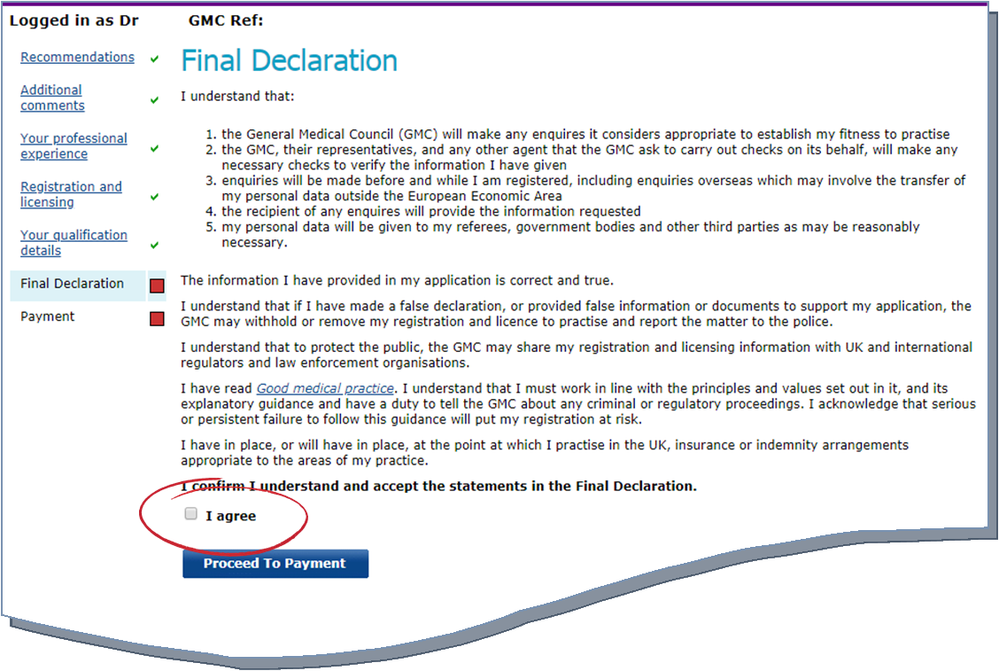 Logged in as Dr
GMC Ref:
Recommendations
Additional
comments
Your professional
experience
Registration and
licensing
Your qualification
details
Final Declaration
Payment
Final Declaration
I understand that:
1. the General Medical Council (GMC) will make any enquires it considers appropriate to establish my fitness to practise
2. the GMC, their representatives, and any other agent that the GMC ask to carry out checks on its behalf, will make any
necessary checks to verify the information I have given
3. enquiries will be made before and while I am registered, including enquiries overseas which may involve the transfer of
my personal data outside the European Economic Area
4. the recipient of any enquires will provide the information requested
5. my personal data will be given to my referees, government bodies and other third parties as may be reasonably
necessary.
The information I have provided in my application is correct and true.
I understand that if I have made a false declaration, or provided false information or documents to support my application, the
GMC may withhold or remove my registration and licence to practise and report the matter to the police.
I understand that to protect the public, the GMC may share my registration and licensing information with UK and international
regulators and law enforcement organisations.
I have read Good medical practice. I understand that I must work in line with the principles and values set out in it, and its
explanatory guidance and have a duty to tell the GMC about any criminal or regulatory proceedings. I acknowledge that serious
or persistent failure to follow this guidance will put my registration at risk.
I have in place, or will have in place, at the point at which I practise in the UK, insurance or indemnity arrangements
appropriate to the areas of my practice.
I confirm I understand and accept the statements in the Final Declaration.
I agree
Proceed To Payment